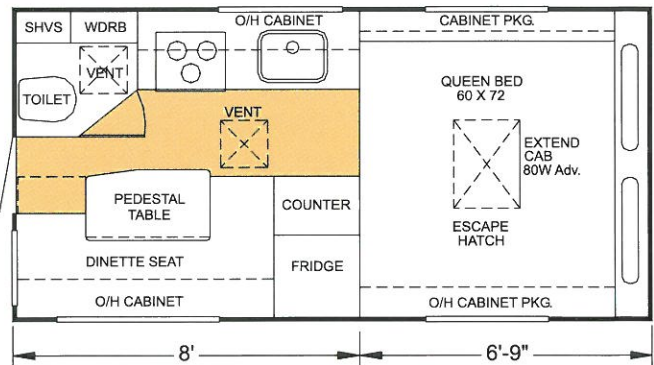 SHVS
WDRB
O/H CABINET
CABINET PKG.
VENT
TOILET
QUEEN BED
60 X 72
VENT
EXTEND
CAB
80W Adv.
PEDESTAL
TABLE
COUNTER
ESCAPE
HATCH
DINETTE SEAT
FRIDGE
O/H CABINET
O/H CABINET PKG.
8'
6'-9"